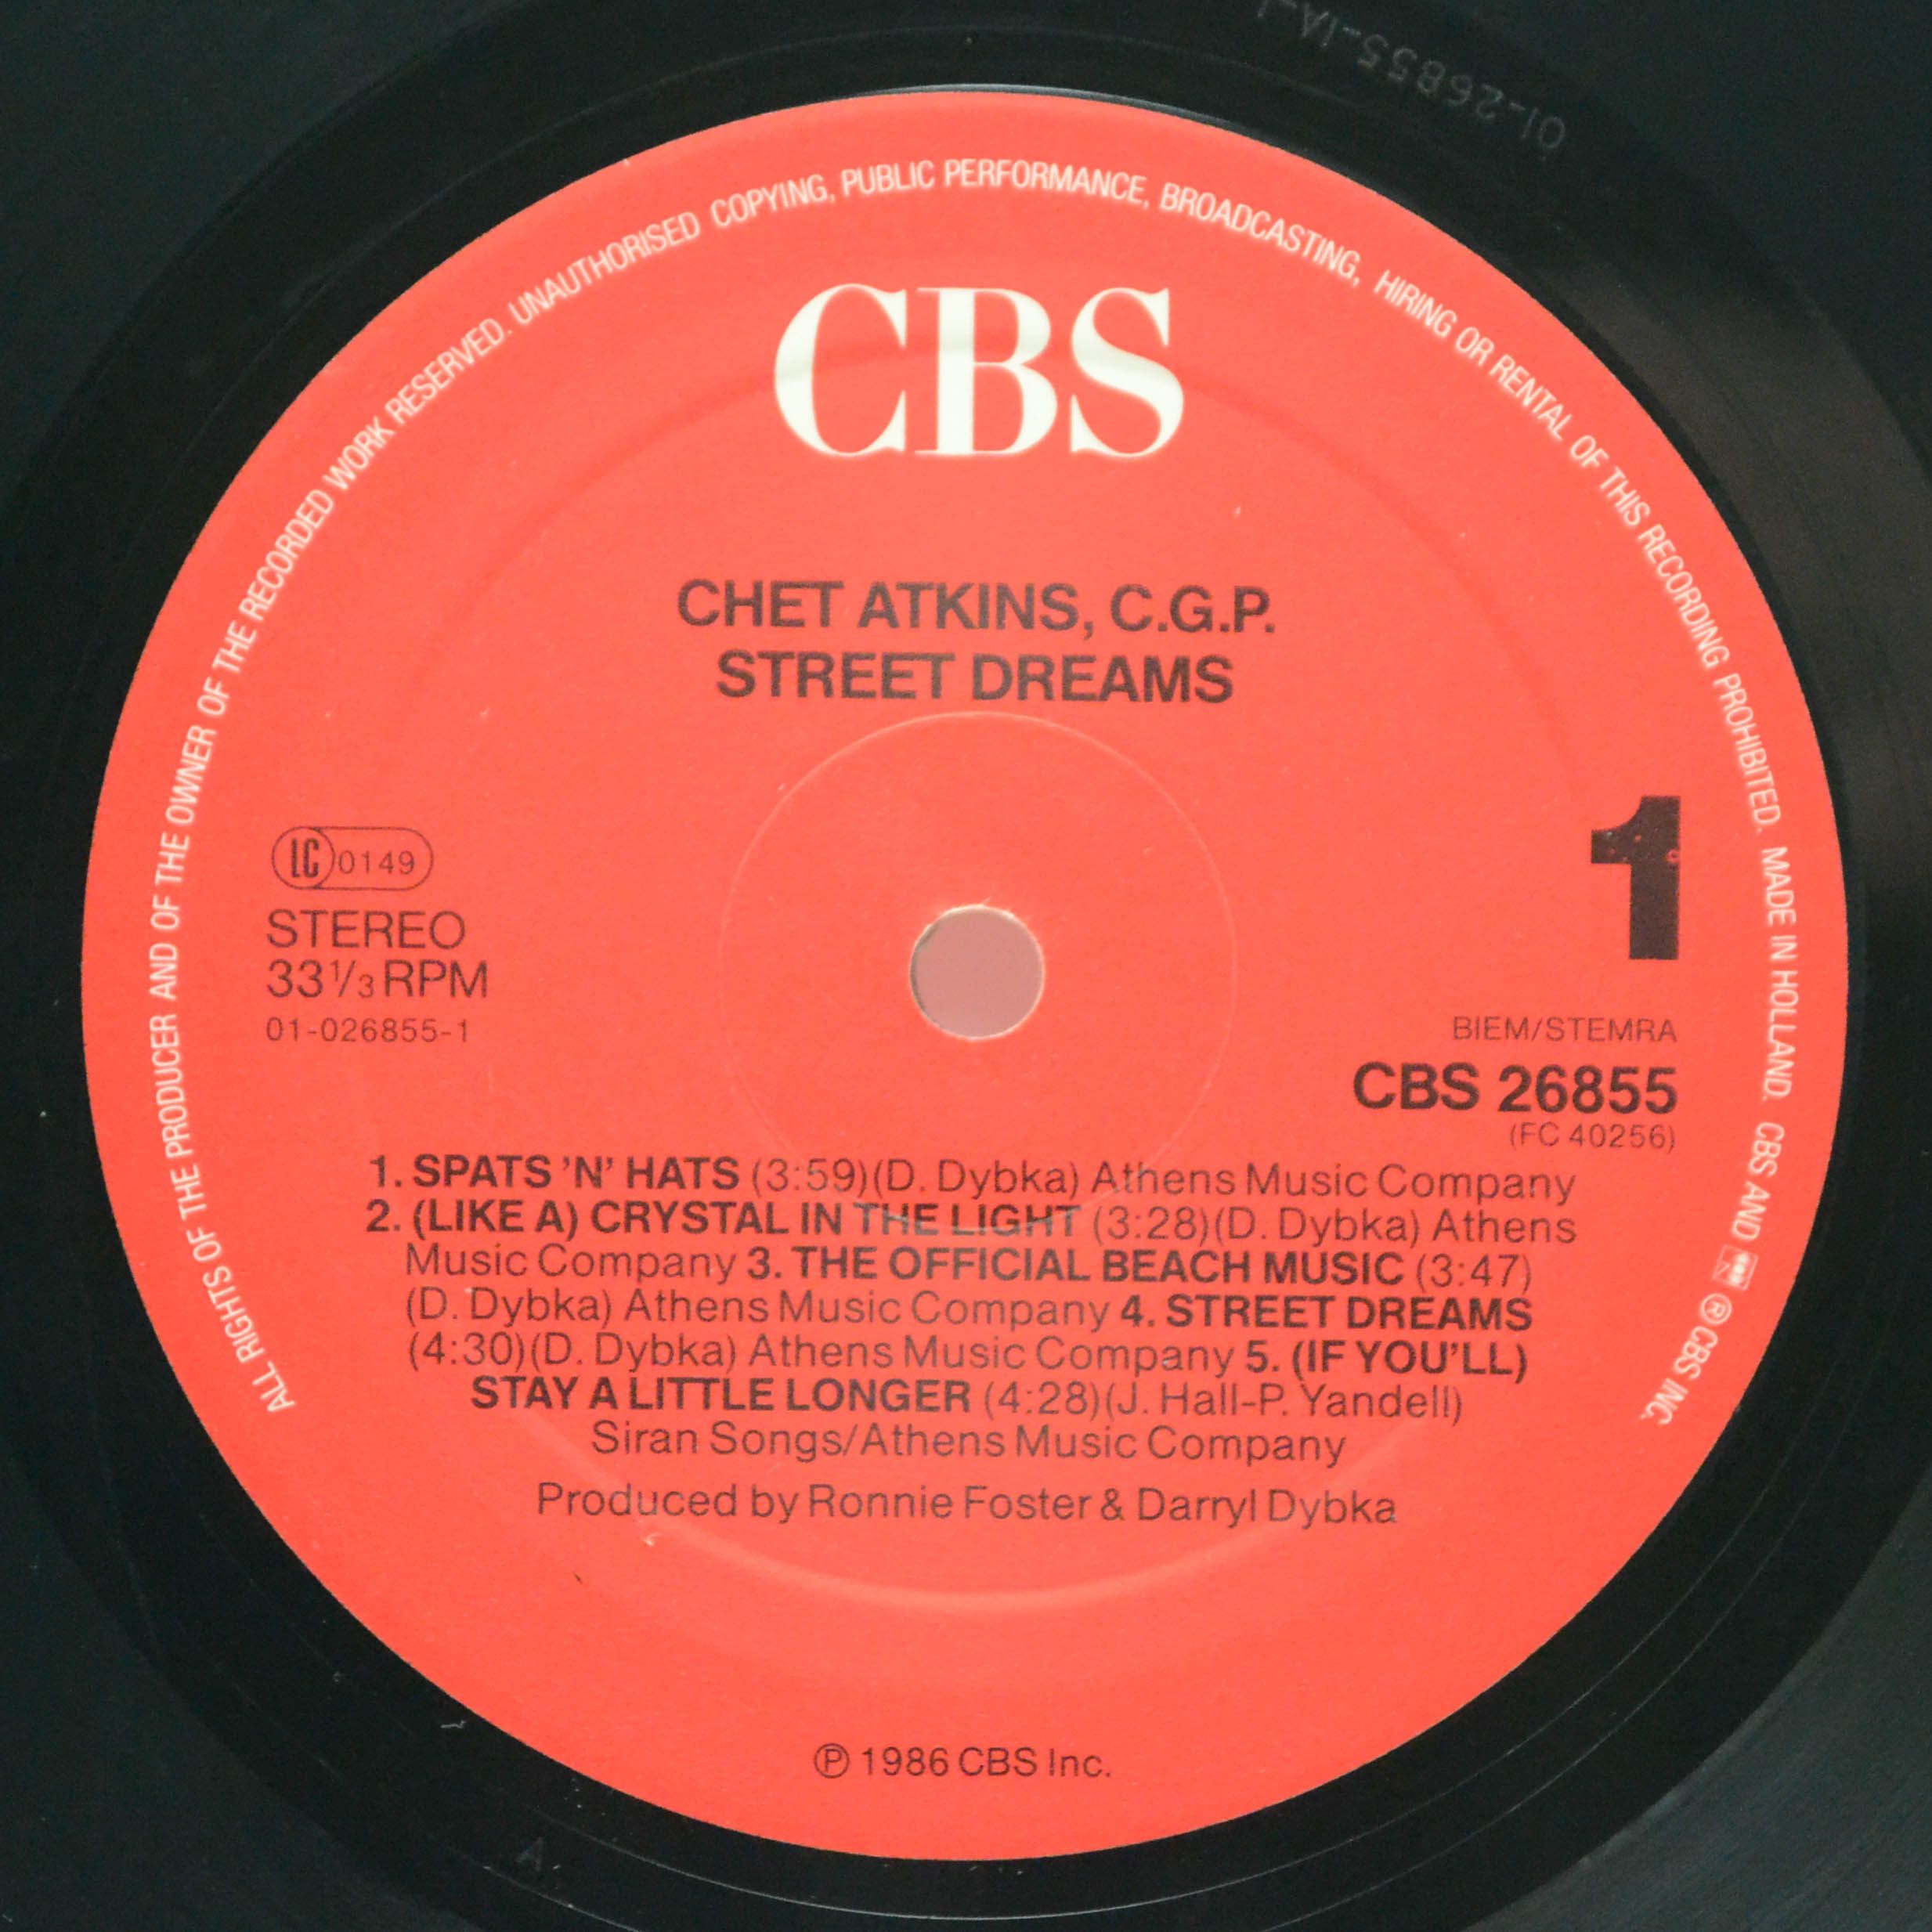 01-26855-1A-1
ALL RIGHTS OF THE PRODUCER AND OF THE OWNER OF THE RECORDED WORK RESERVED. UNAUTHORISED COPYING, PUBLIC PERFORMANCE, BROADCASTING, HIRING OR RENTAL OF THIS RECORDING PROHIBITED. MADE IN HOLLAND. CBS AND ® CBS INC.
CBS
CHET ATKINS, C.G.P.
STREET DREAMS
1
LC 0149
STEREO
33 1/3 RPM
01-026855-1
BIEM/STEMRA
CBS 26855
(FC 40256)
1. SPATS 'N' HATS (3:59)(D. Dybka) Athens Music Company
2. (LIKE A) CRYSTAL IN THE LIGHT (3:28)(D. Dybka) Athens
Music Company 3. THE OFFICIAL BEACH MUSIC (3:47)
(D. Dybka) Athens Music Company 4. STREET DREAMS
(4:30)(D. Dybka) Athens Music Company 5. (IF YOU'LL)
STAY A LITTLE LONGER (4:28)(J. Hall-P. Yandell)
Siran Songs/Athens Music Company
Produced by Ronnie Foster & Darryl Dybka
℗ 1986 CBS Inc.
A